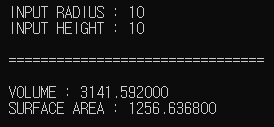 INPUT RADIUS : 10
INPUT HEIGHT : 10
================================
VOLUME : 3141.592000
SURFACE AREA : 1256.636800